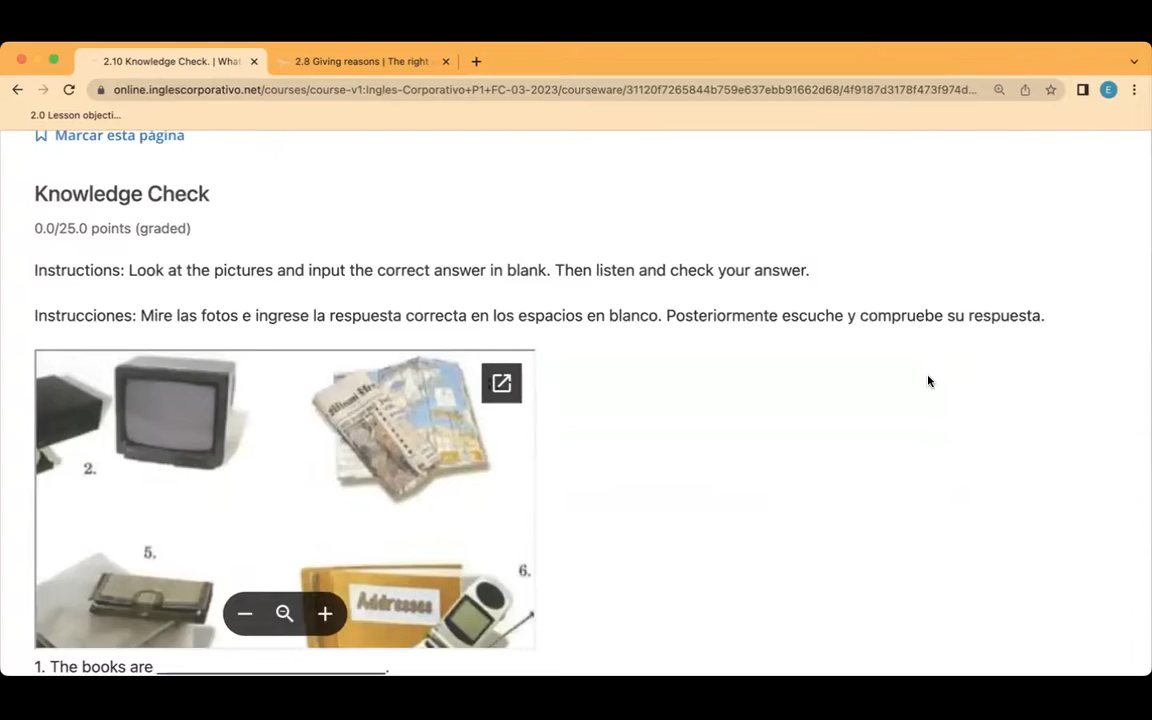 2.10 Knowledge Check. | Wha
2.8 Giving reasons | The right
online.inglescorporativo.net/courses/course-v1:Ingles-Corporativo+P1+FC-03-2023/courseware/31120f7265844b759e637ebb91662d68/4f9187d3178f473f974d...
E
2.0 Lesson objecti...
Marcar esta página
Knowledge Check
0.0/25.0 points (graded)
Instructions: Look at the pictures and input the correct answer in blank. Then listen and check your answer.
Instrucciones: Mire las fotos e ingrese la respuesta correcta en los espacios en blanco. Posteriormente escuche y compruebe su respuesta.
2.
5.
6.
Addresses
1. The books are ________________________.